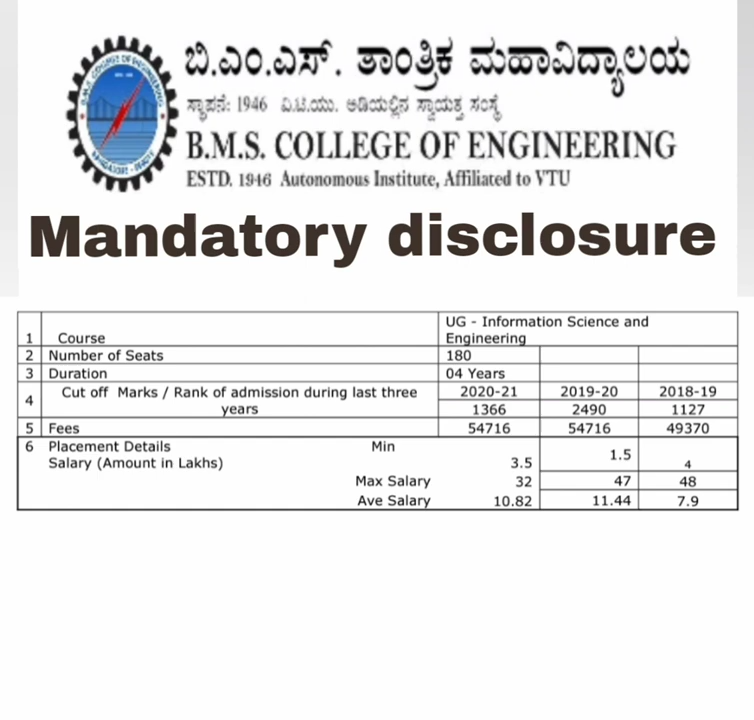 ಬಿ.ಎಂ.ಎಸ್. ತಾಂತ್ರಿಕ ಮಹಾವಿದ್ಯಾಲಯ
ಸ್ಥಾಪನೆ: 1946 ವಿ.ಟಿ.ಯು. ಅಡಿಯಲ್ಲಿನ ಸ್ವಾಯತ್ತ ಸಂಸ್ಥೆ
B.M.S. COLLEGE OF ENGINEERING
ESTD. 1946 Autonomous Institute, Affiliated to VTU
Mandatory disclosure
1 Course UG - Information Science and
Engineering
2 Number of Seats 180
3 Duration 04 Years
4 Cut off Marks / Rank of admission during last three
years 2020-21 2019-20 2018-19
1366 2490 1127
5 Fees 54716 54716 49370
6 Placement Details Min
Salary (Amount in Lakhs) 3.5 1.5 4
Max Salary 32 47 48
Ave Salary 10.82 11.44 7.9